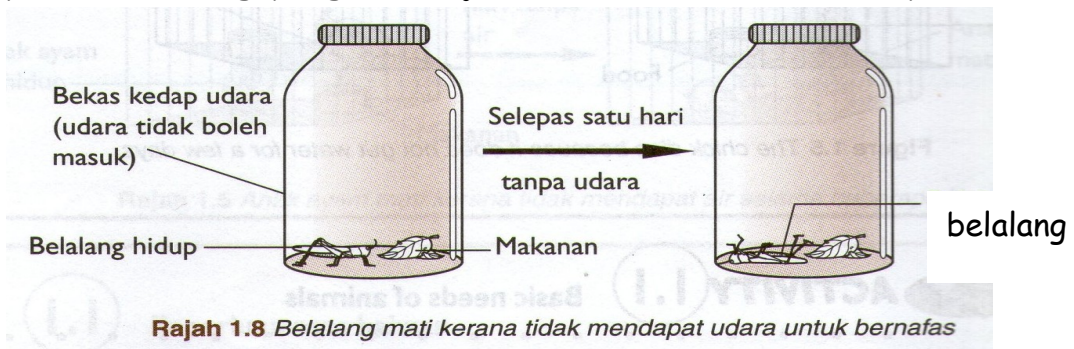 Bekas kedap udara
(udara tidak boleh
masuk)
Selepas satu hari
tanpa udara
belalang
Belalang hidup
Makanan
Rajah 1.8 Belalang mati kerana tidak mendapat udara untuk bernafas